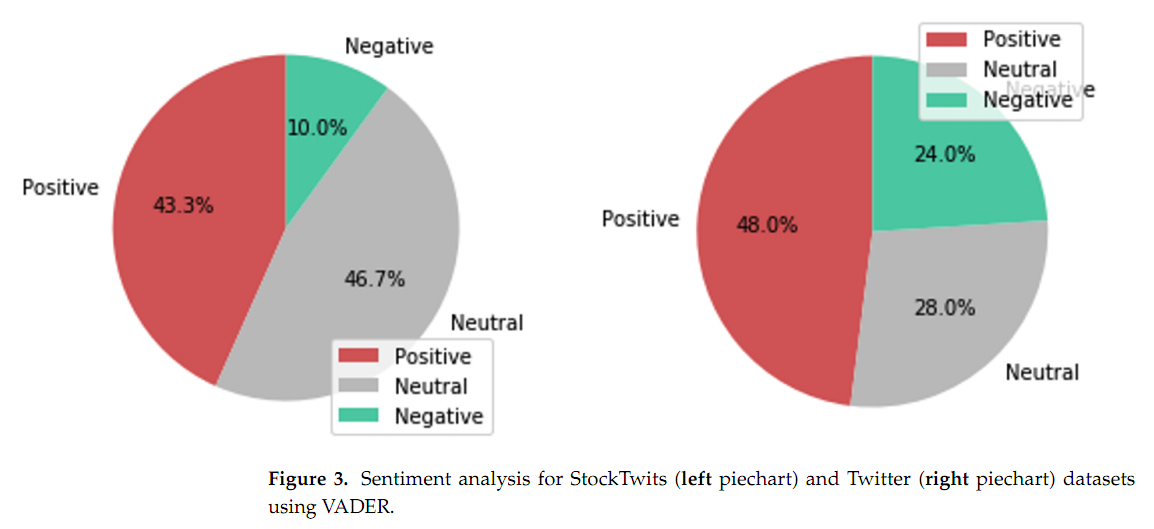 Negative
10.0%
Positive
43.3%
46.7%
Neutral
Positive
Neutral
Negative
Positive
Neutral
Negative
Negative
24.0%
Positive
48.0%
28.0%
Neutral
Figure 3. Sentiment analysis for StockTwits (left piechart) and Twitter (right piechart) datasets
using VADER.